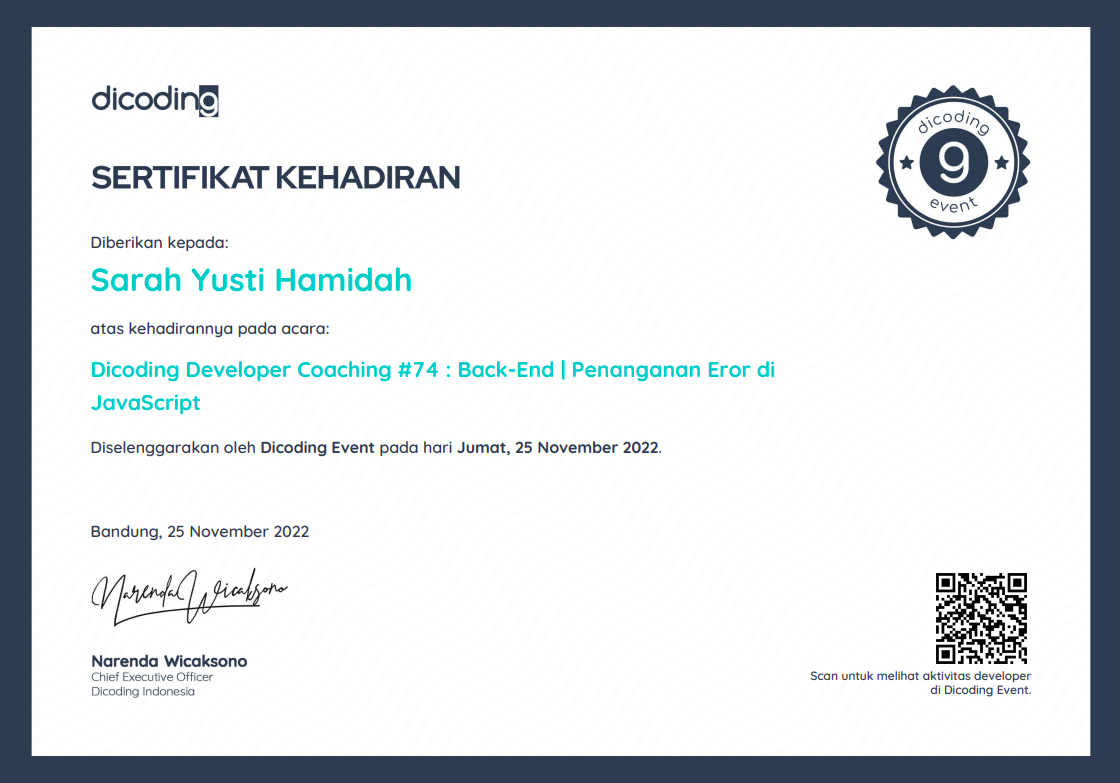 dicoding
SERTIFIKAT KEHADIRAN
dicoding
g
event
Diberikan kepada:
Sarah Yusti Hamidah
atas kehadirannya pada acara:
Dicoding Developer Coaching #74 : Back-End | Penanganan Eror di
JavaScript
Diselenggarakan oleh Dicoding Event pada hari Jumat, 25 November 2022.
Bandung, 25 November 2022
Narenda Wicaksono
Narenda Wicaksono
Chief Executive Officer
Dicoding Indonesia
Scan untuk melihat aktivitas developer
di Dicoding Event.